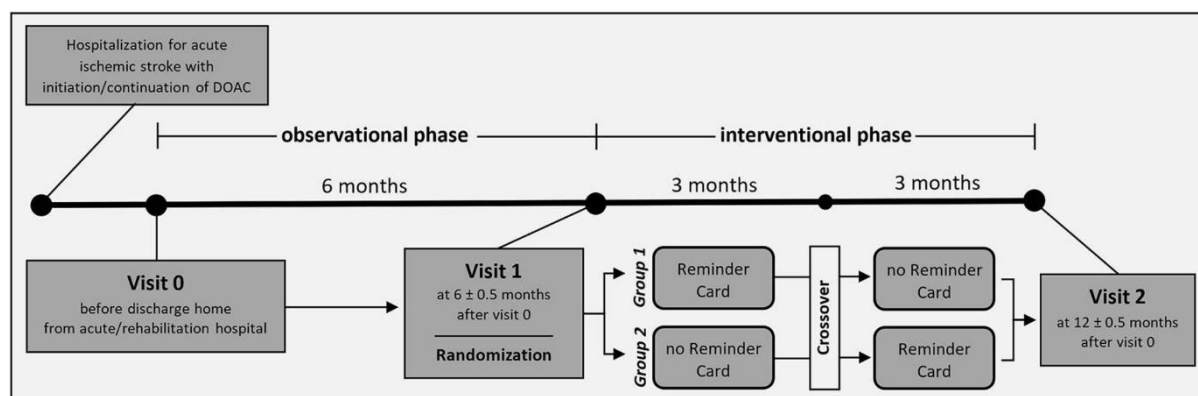 Hospitalization for acute
ischemic stroke with
initiation/continuation of DOAC
observational phase
interventional phase
6 months
3 months
3 months
Visit 0
before discharge home
from acute/rehabilitation hospital
Visit 1
at 6 ± 0.5 months
after visit 0
Randomization
Group 1
Reminder
Card
Group 2
no Reminder
Card
Crossover
no Reminder
Card
Reminder
Card
Visit 2
at 12 ± 0.5 months
after visit 0